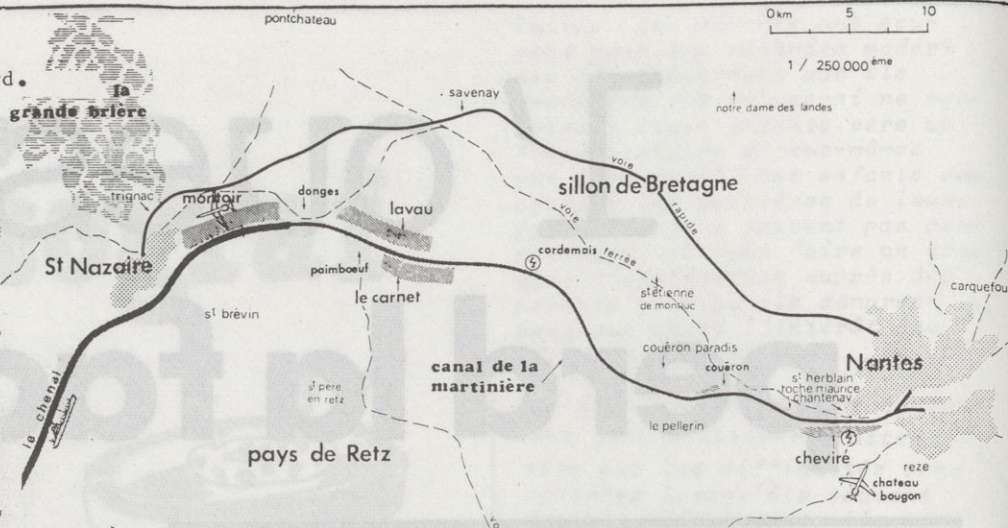 pontchateau
0 km 5 10
1 / 250 000 ème
rd.
la
grande brière
savenay
notre dame des landes
voie
sillon de Bretagne
rapide
trignac
montoir
donges
lavau
voie
cordemais ferrée
St Nazaire
paimboeuf
le carnet
st etienne
de montluc
carquefou
st brévin
couëron paradis
canal de la
martinière
couëron
Nantes
st herblain
roche maurice
chantenay
le chenal
st pere
en retz
le pellerin
pays de Retz
cheviré
reze
chateau
bougon